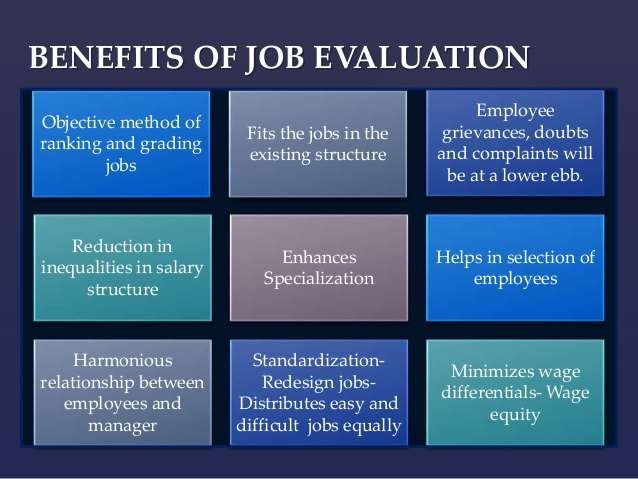 BENEFITS OF JOB EVALUATION
Objective method of
ranking and grading
jobs
Fits the jobs in the
existing structure
Employee
grievances, doubts
and complaints will
be at a lower ebb.
Reduction in
inequalities in salary
structure
Enhances
Specialization
Helps in selection of
employees
Harmonious
relationship between
employees and
manager
Standardization-
Redesign jobs-
Distributes easy and
difficult jobs equally
Minimizes wage
differentials- Wage
equity